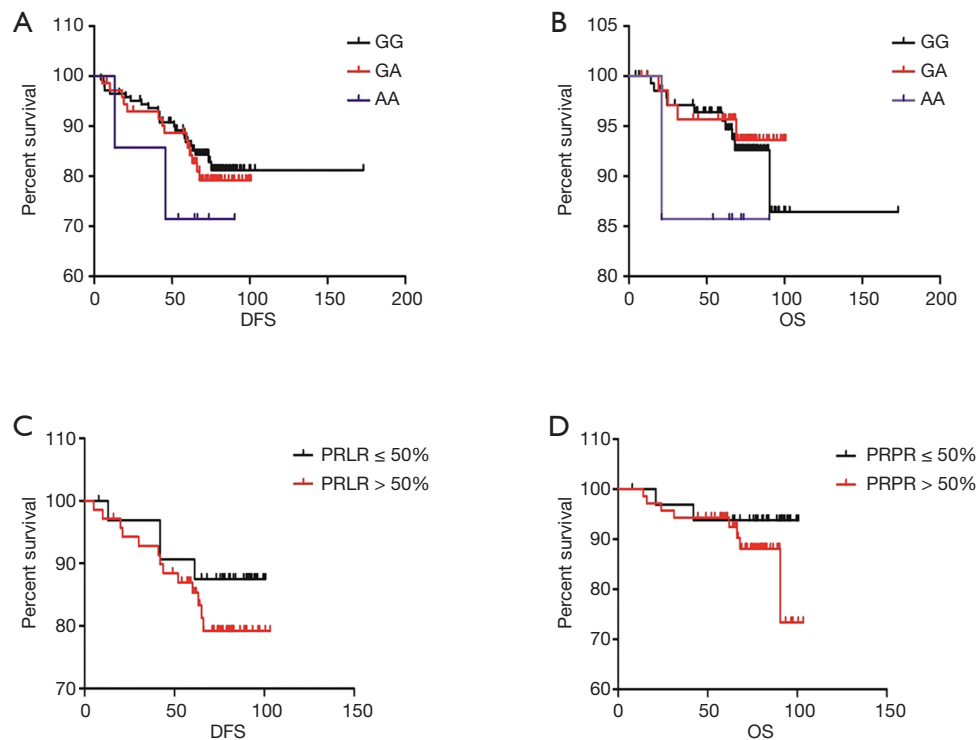 A
Percent survival
110
100
90
80
70
60
0
50
100
150
200
DFS
GG
GA
AA
B
Percent survival
105
100
95
90
85
80
0
50
100
150
200
OS
GG
GA
AA
C
Percent survival
110
100
90
80
70
0
50
100
150
DFS
PRLR ≤ 50%
PRLR > 50%
D
Percent survival
110
100
90
80
70
60
0
50
100
150
OS
PRPR ≤ 50%
PRPR > 50%